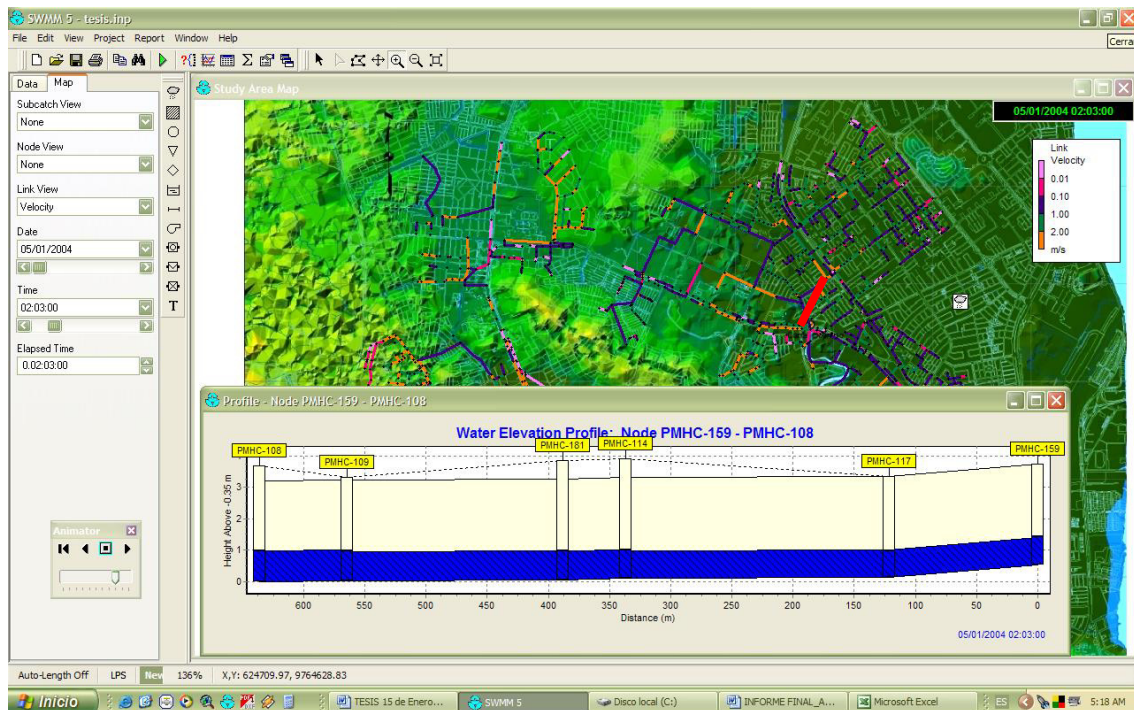 SWMM 5 - tesis.inp
File Edit View Project Report Window Help
Cerra
Data Map
Subcatch View
None
Node View
None
Link View
Velocity
Date
05/01/2004
Time
02:03:00
Elapsed Time
0.02:03:00
T
Study Area Map
05/01/2004 02:03:00
Link
Velocity
0.01
0.10
1.00
2.00
m/s
Animator
Profile - Node PMHC-159 - PMHC-108
Water Elevation Profile: Node PMHC-159 - PMHC-108
PMHC-108
PMHC-109
PMHC-181
PMHC-114
PMHC-117
PMHC-159
Height Above -0.35 m
3
2
1
0
600 550 500 450 400 350 300 250 200 150 100 50 0
Distance (m)
05/01/2004 02:03:00
Auto-Length Off LPS New 136% X,Y: 624709.97, 9764628.83
Inicio TESIS 15 de Enero... SWMM 5 Disco local (C:) INFORME FINAL_A... Microsoft Excel ES 5:18 AM